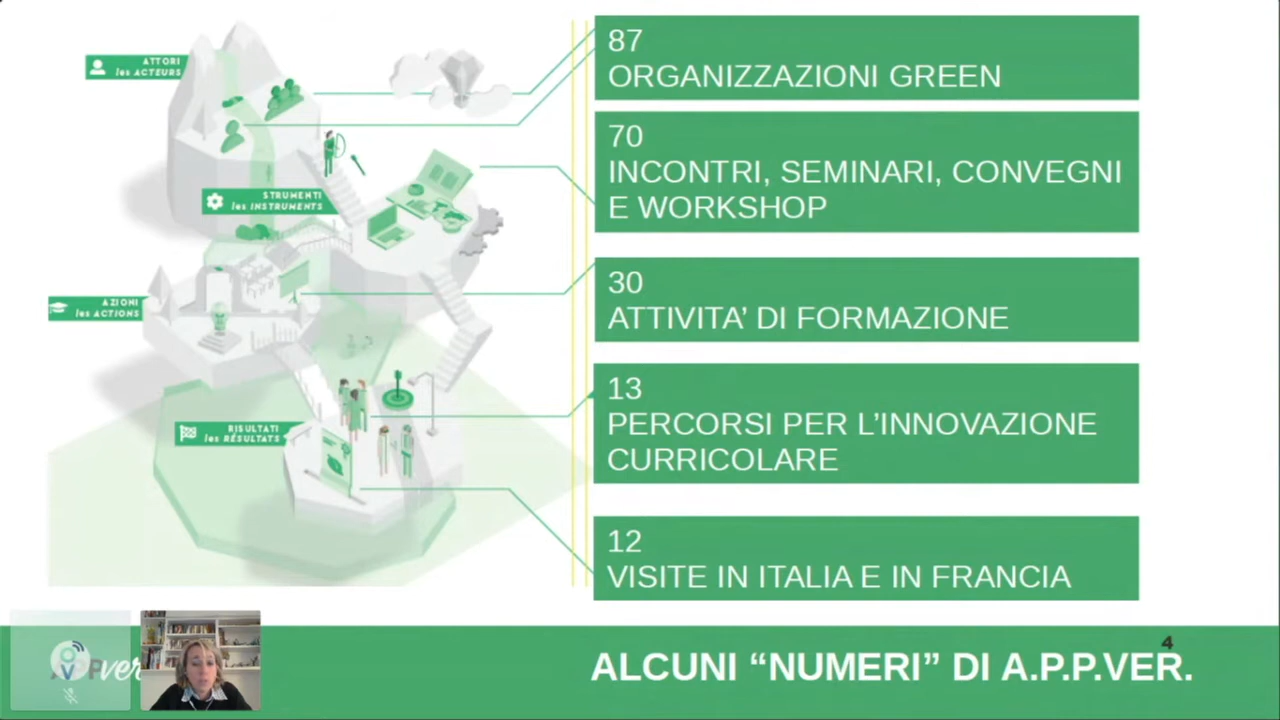 ATTORI
les ACTEURS
STRUMENTI
les INSTRUMENTS
AZIONI
les ACTIONS
RISULTATI
les RÉSULTATS
87
ORGANIZZAZIONI GREEN
70
INCONTRI, SEMINARI, CONVEGNI
E WORKSHOP
30
ATTIVITA’ DI FORMAZIONE
13
PERCORSI PER L’INNOVAZIONE
CURRICOLARE
12
VISITE IN ITALIA E IN FRANCIA
4
ALCUNI “NUMERI” DI A.P.P.VER.